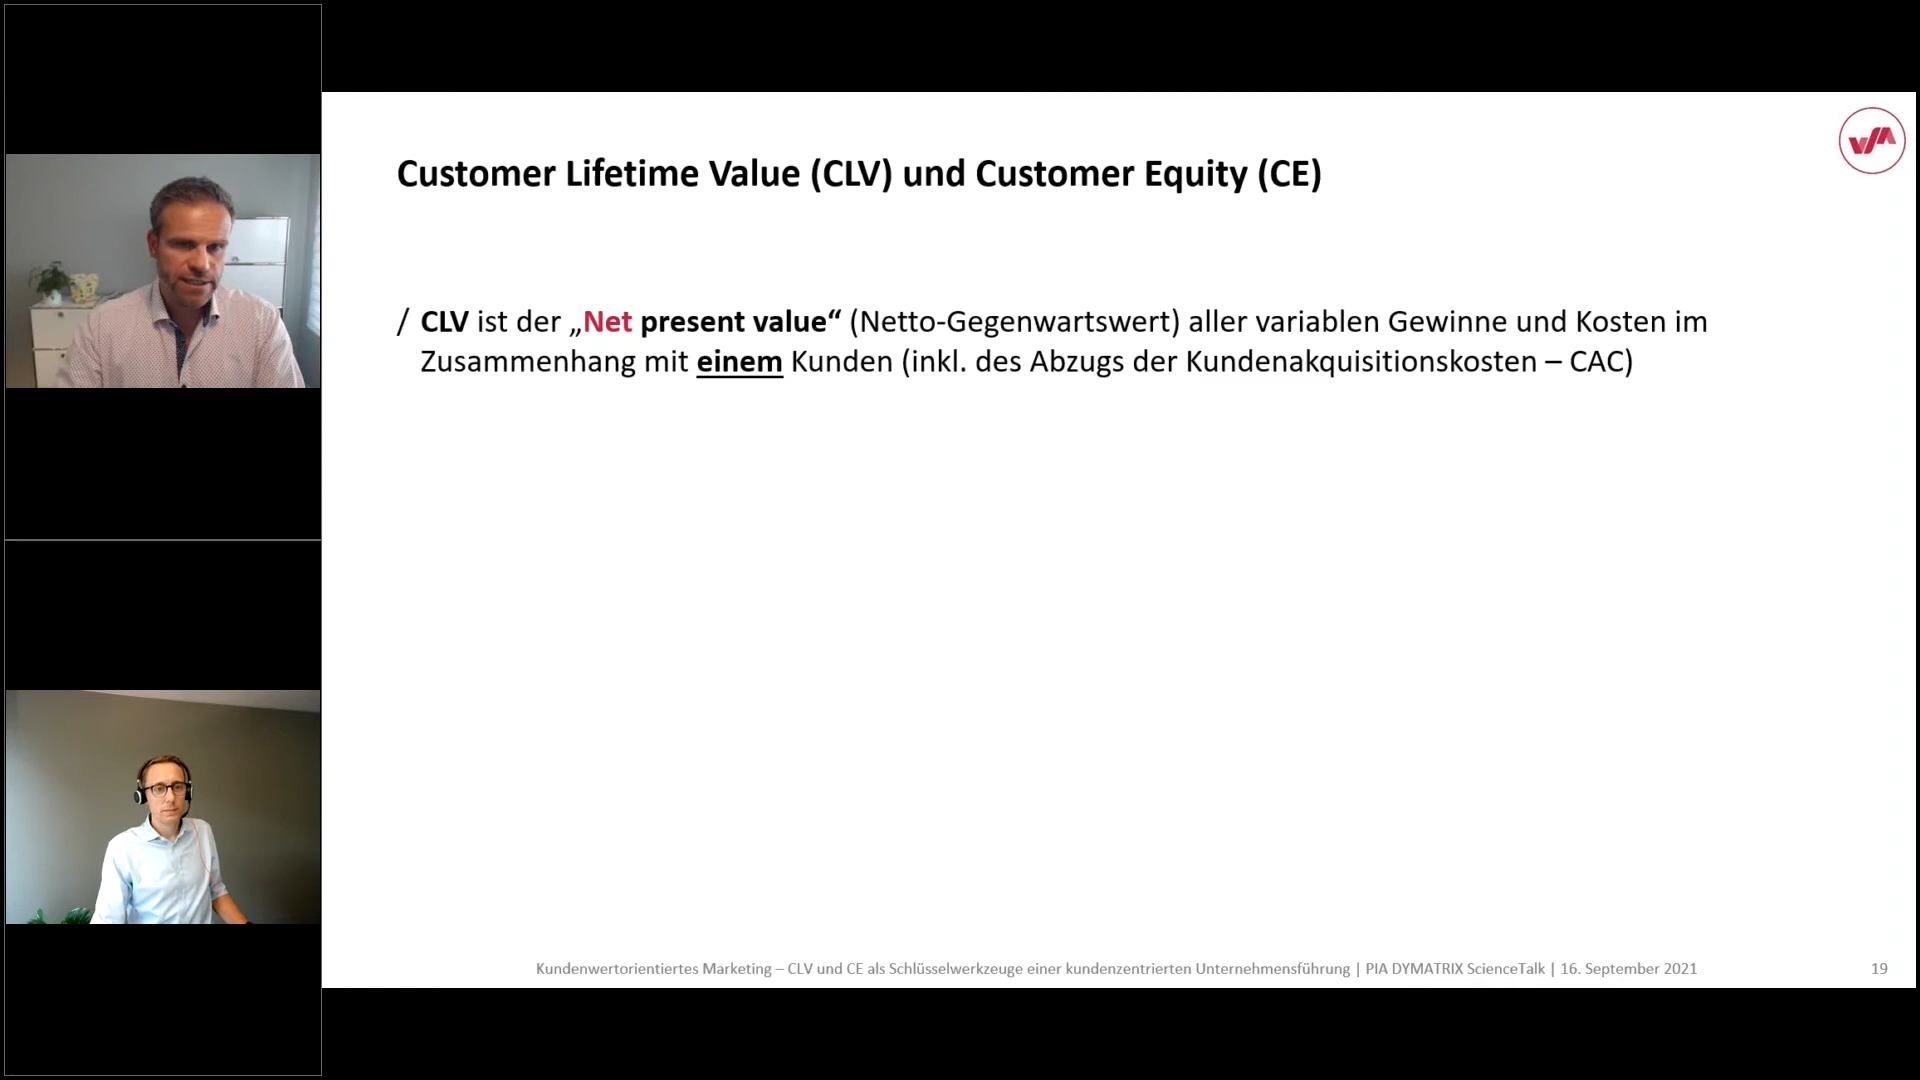 Customer Lifetime Value (CLV) und Customer Equity (CE)
/ CLV ist der „Net present value“ (Netto-Gegenwartswert) aller variablen Gewinne und Kosten im
Zusammenhang mit einem Kunden (inkl. des Abzugs der Kundenakquisitionskosten – CAC)
Kundenwertorientiertes Marketing – CLV und CE als Schlüsselwerkzeuge einer kundenzentrierten Unternehmensführung | PIA DYMATRIX ScienceTalk | 16. September 2021
19